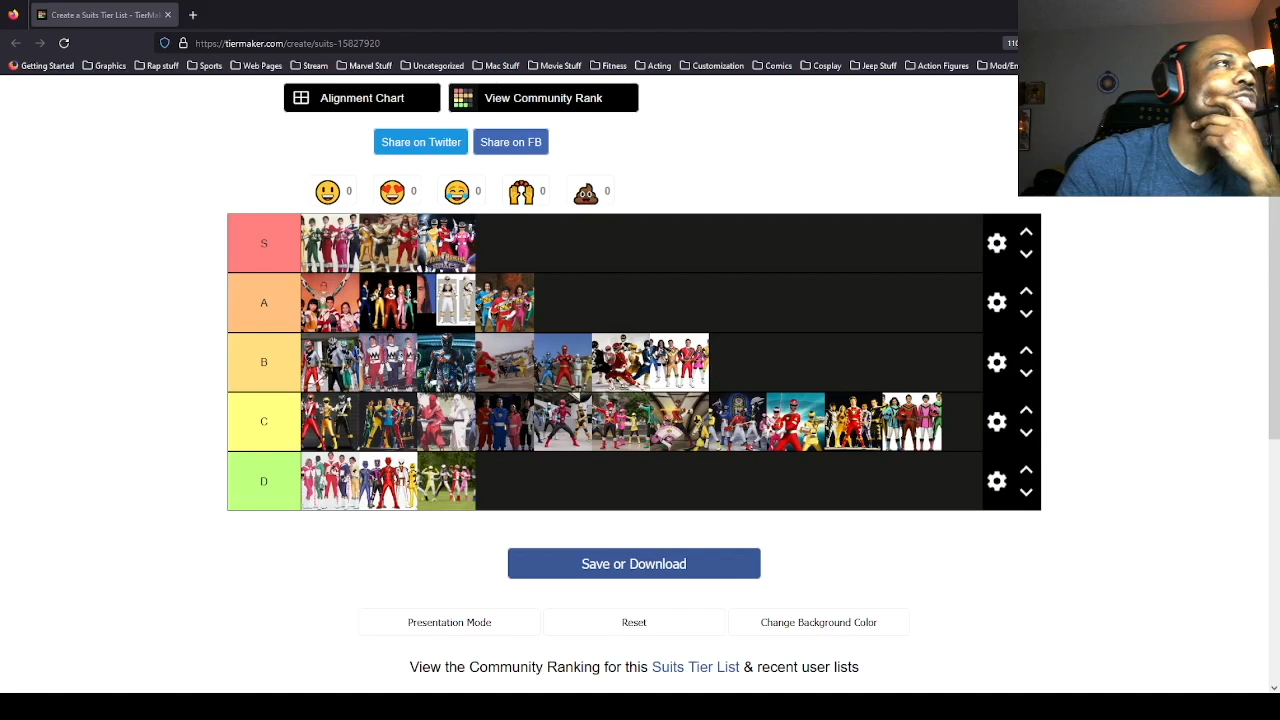 Create a Suits Tier List - TierMa
https://tiermaker.com/create/suits-15827920
110
Getting Started Graphics Rap stuff Sports Web Pages Stream Marvel Stuff Uncategorized Mac Stuff Movie Stuff Fitness Acting Customization Comics Cosplay Jeep Stuff Action Figures Mod/En
Alignment Chart View Community Rank
Share on Twitter Share on FB
0 0 0 0 0
S
A
B
C
D
Save or Download
Presentation Mode Reset Change Background Color
View the Community Ranking for this Suits Tier List & recent user lists